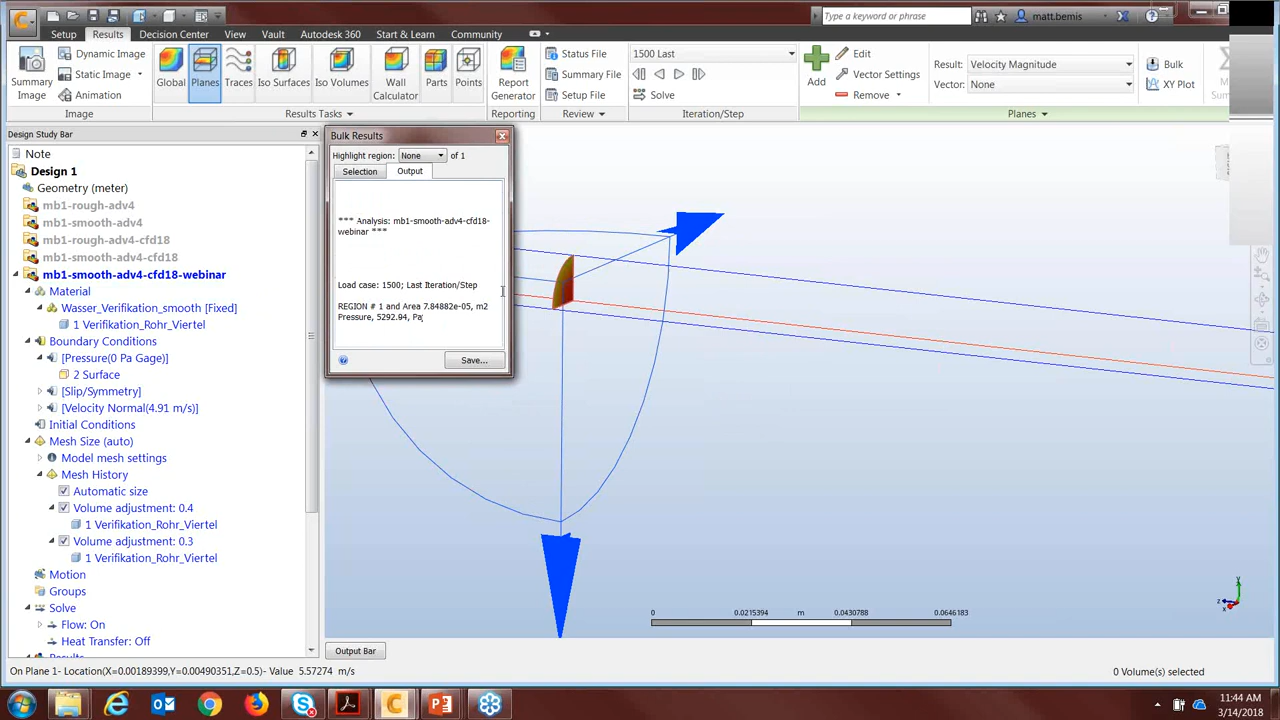 Type a keyword or phrase
matt.bemis
Setup
Results
Decision Center
View
Vault
Autodesk 360
Start & Learn
Community
Summary Image
Dynamic Image
Static Image
Animation
Image
Global
Planes
Traces
Iso Surfaces
Iso Volumes
Wall Calculator
Parts
Points
Results Tasks
Report Generator
Reporting
Status File
Summary File
Setup File
Review
1500 Last
Solve
Iteration/Step
Add
Edit
Vector Settings
Remove
Result: Velocity Magnitude
Vector: None
Bulk
XY Plot
Planes
Design Study Bar
Note
Design 1
Geometry (meter)
mb1-rough-adv4
mb1-smooth-adv4
mb1-rough-adv4-cfd18
mb1-smooth-adv4-cfd18
mb1-smooth-adv4-cfd18-webinar
Material
Wasser_Verifikation_smooth [Fixed]
1 Verifikation_Rohr_Viertel
Boundary Conditions
[Pressure(0 Pa Gage)]
2 Surface
[Slip/Symmetry]
[Velocity Normal(4.91 m/s)]
Initial Conditions
Mesh Size (auto)
Model mesh settings
Mesh History
Automatic size
Volume adjustment: 0.4
1 Verifikation_Rohr_Viertel
Volume adjustment: 0.3
1 Verifikation_Rohr_Viertel
Motion
Groups
Solve
Flow: On
Heat Transfer: Off
Bulk Results
Highlight region: None of 1
Selection
Output
*** Analysis: mb1-smooth-adv4-cfd18-
webinar ***
Load case: 1500; Last Iteration/Step
REGION # 1 and Area 7.84882e-05, m2
Pressure, 5292.94, Pa
Save...
0
0.0215394
m
0.0430788
0.0646183
Output Bar
On Plane 1- Location(X=0.00189399,Y=0.00490351,Z=0.5)- Value 5.57274 m/s
0 Volume(s) selected
11:44 AM
3/14/2018